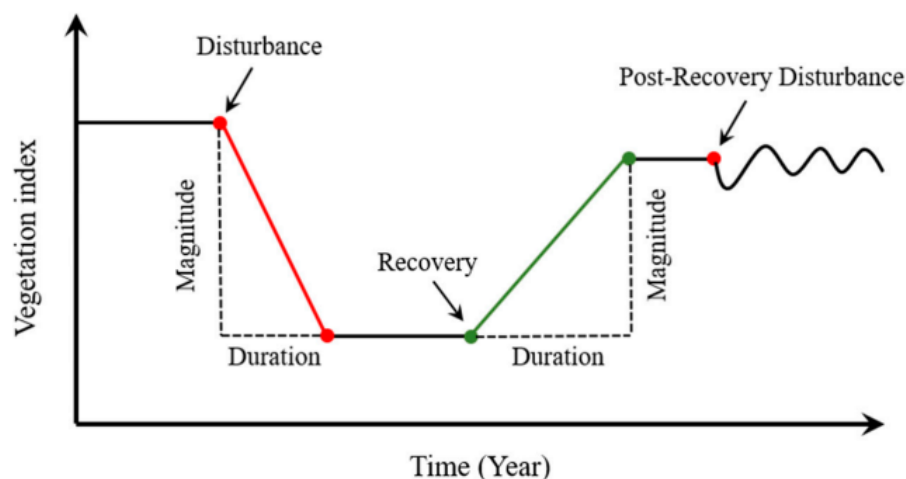 Disturbance
Post-Recovery Disturbance
Vegetation index
Magnitude
Magnitude
Recovery
Duration
Duration
Time (Year)